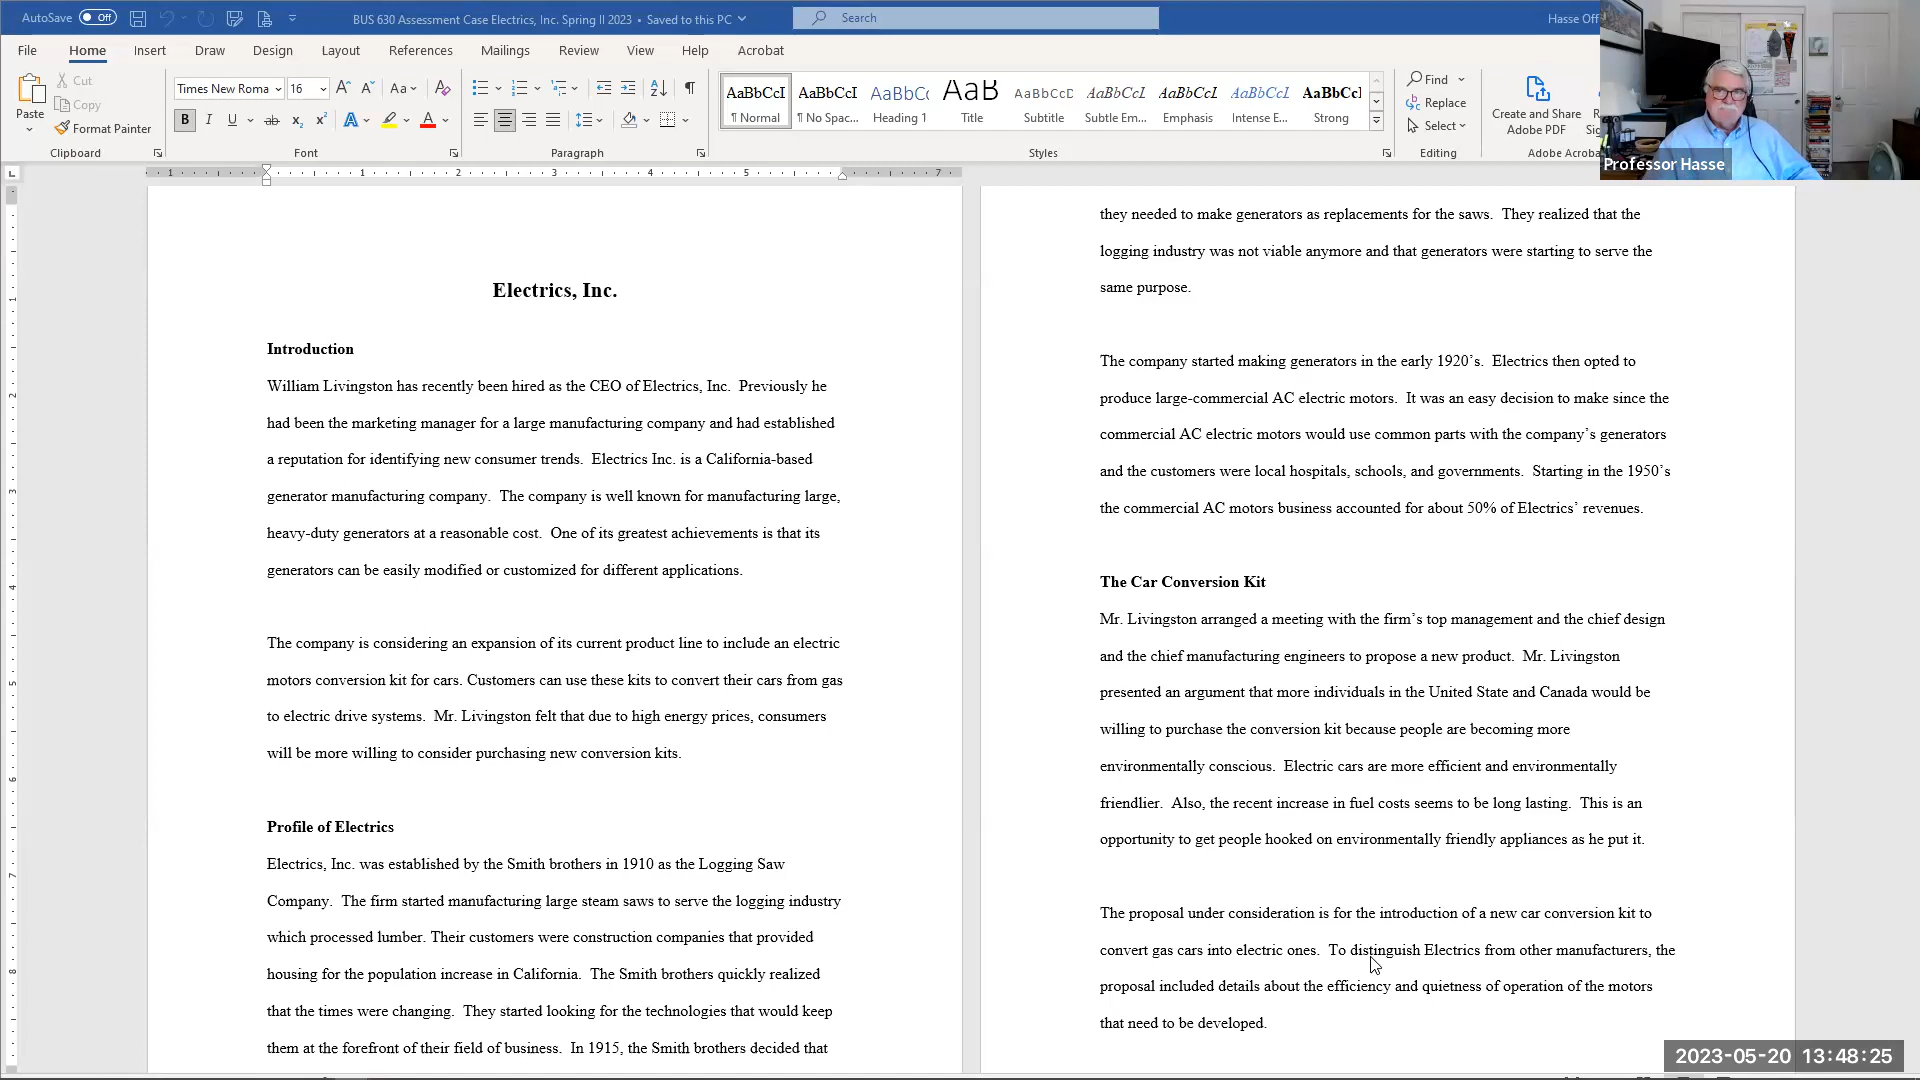 AutoSave Off BUS 630 Assessment Case Electrics, Inc. Spring II 2023 • Saved to this PC Search Hasse Off
File Home Insert Draw Design Layout References Mailings Review View Help Acrobat
Paste
Cut
Copy
Format Painter
Clipboard
Times New Roma 16
Aa
B I U ab x₂ x² A A
Font
Paragraph
AaBbCcI AaBbCcI AaBbC AaB AaBbCcD AaBbCcL AaBbCcL AaBbCcL AaBbCcI
¶ Normal ¶ No Spac... Heading 1 Title Subtitle Subtle Em... Emphasis Intense E... Strong
Styles
Find
Replace
Select
Editing
Create and Share
Adobe PDF
Adobe Acroba
Professor Hasse
1 1 2 3 4 5 7
Electrics, Inc.
Introduction
William Livingston has recently been hired as the CEO of Electrics, Inc. Previously he
had been the marketing manager for a large manufacturing company and had established
a reputation for identifying new consumer trends. Electrics Inc. is a California-based
generator manufacturing company. The company is well known for manufacturing large,
heavy-duty generators at a reasonable cost. One of its greatest achievements is that its
generators can be easily modified or customized for different applications.
The company is considering an expansion of its current product line to include an electric
motors conversion kit for cars. Customers can use these kits to convert their cars from gas
to electric drive systems. Mr. Livingston felt that due to high energy prices, consumers
will be more willing to consider purchasing new conversion kits.
Profile of Electrics
Electrics, Inc. was established by the Smith brothers in 1910 as the Logging Saw
Company. The firm started manufacturing large steam saws to serve the logging industry
which processed lumber. Their customers were construction companies that provided
housing for the population increase in California. The Smith brothers quickly realized
that the times were changing. They started looking for the technologies that would keep
them at the forefront of their field of business. In 1915, the Smith brothers decided that
they needed to make generators as replacements for the saws. They realized that the
logging industry was not viable anymore and that generators were starting to serve the
same purpose.
The company started making generators in the early 1920’s. Electrics then opted to
produce large-commercial AC electric motors. It was an easy decision to make since the
commercial AC electric motors would use common parts with the company’s generators
and the customers were local hospitals, schools, and governments. Starting in the 1950’s
the commercial AC motors business accounted for about 50% of Electrics’ revenues.
The Car Conversion Kit
Mr. Livingston arranged a meeting with the firm’s top management and the chief design
and the chief manufacturing engineers to propose a new product. Mr. Livingston
presented an argument that more individuals in the United State and Canada would be
willing to purchase the conversion kit because people are becoming more
environmentally conscious. Electric cars are more efficient and environmentally
friendlier. Also, the recent increase in fuel costs seems to be long lasting. This is an
opportunity to get people hooked on environmentally friendly appliances as he put it.
The proposal under consideration is for the introduction of a new car conversion kit to
convert gas cars into electric ones. To distinguish Electrics from other manufacturers, the
proposal included details about the efficiency and quietness of operation of the motors
that need to be developed.
2023-05-20 13:48:25